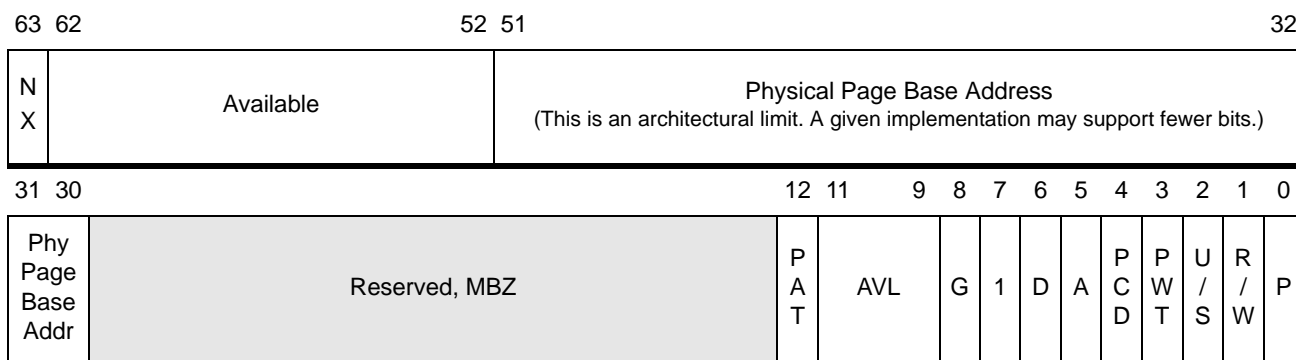 63 62 52 51 32
N
X
Available
Physical Page Base Address
(This is an architectural limit. A given implementation may support fewer bits.)
31 30 12 11 9 8 7 6 5 4 3 2 1 0
Phy
Page
Base
Addr
Reserved, MBZ
P
A
T
AVL
G
1
D
A
P
C
D
P
W
T
U
/
S
R
/
W
P